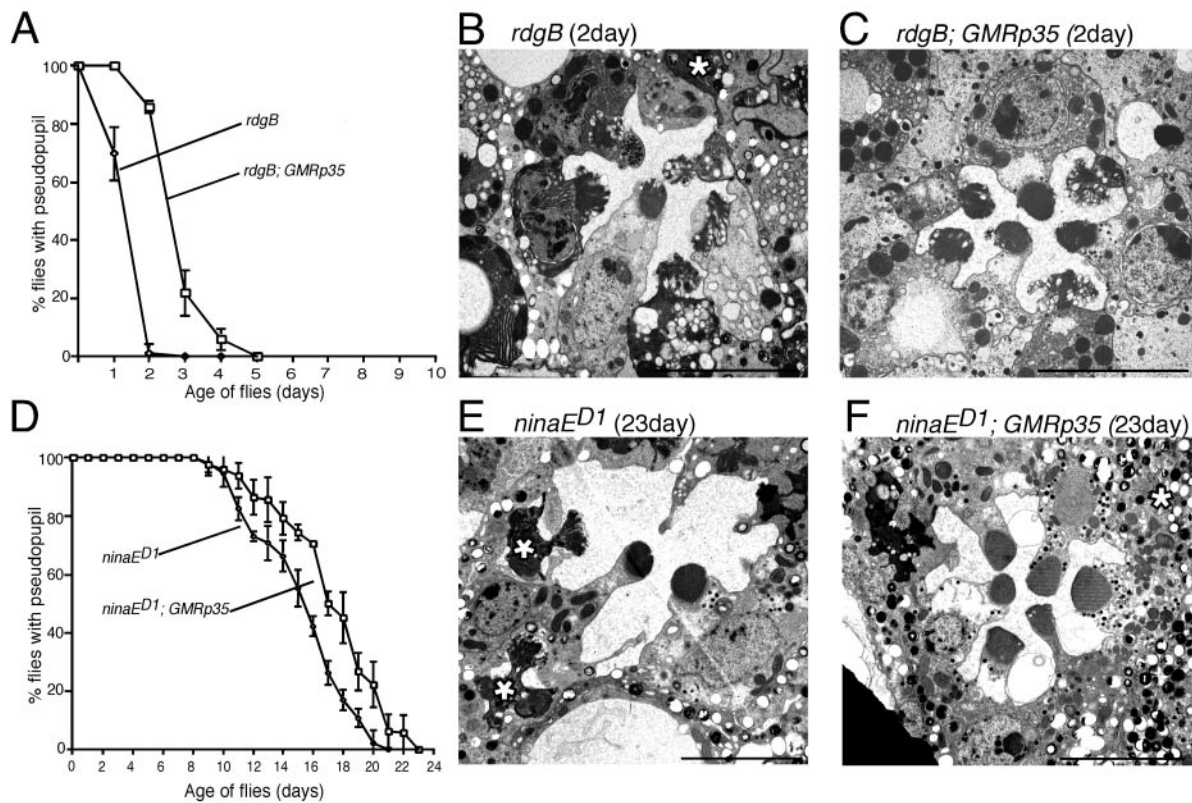 A
% flies with pseudopupil
100
80
60
40
20
0
rdgB
rdgB; GMRp35
1 2 3 4 5 6 7 8 9 10
Age of flies (days)
B rdgB (2day)
*
C rdgB; GMRp35 (2day)
D
% flies with pseudopupil
100
80
60
40
20
0
ninaE^D1
ninaE^D1; GMRp35
0 2 4 6 8 10 12 14 16 18 20 22 24
Age of flies (days)
E ninaE^D1 (23day)
*
*
F ninaE^D1; GMRp35 (23day)
*